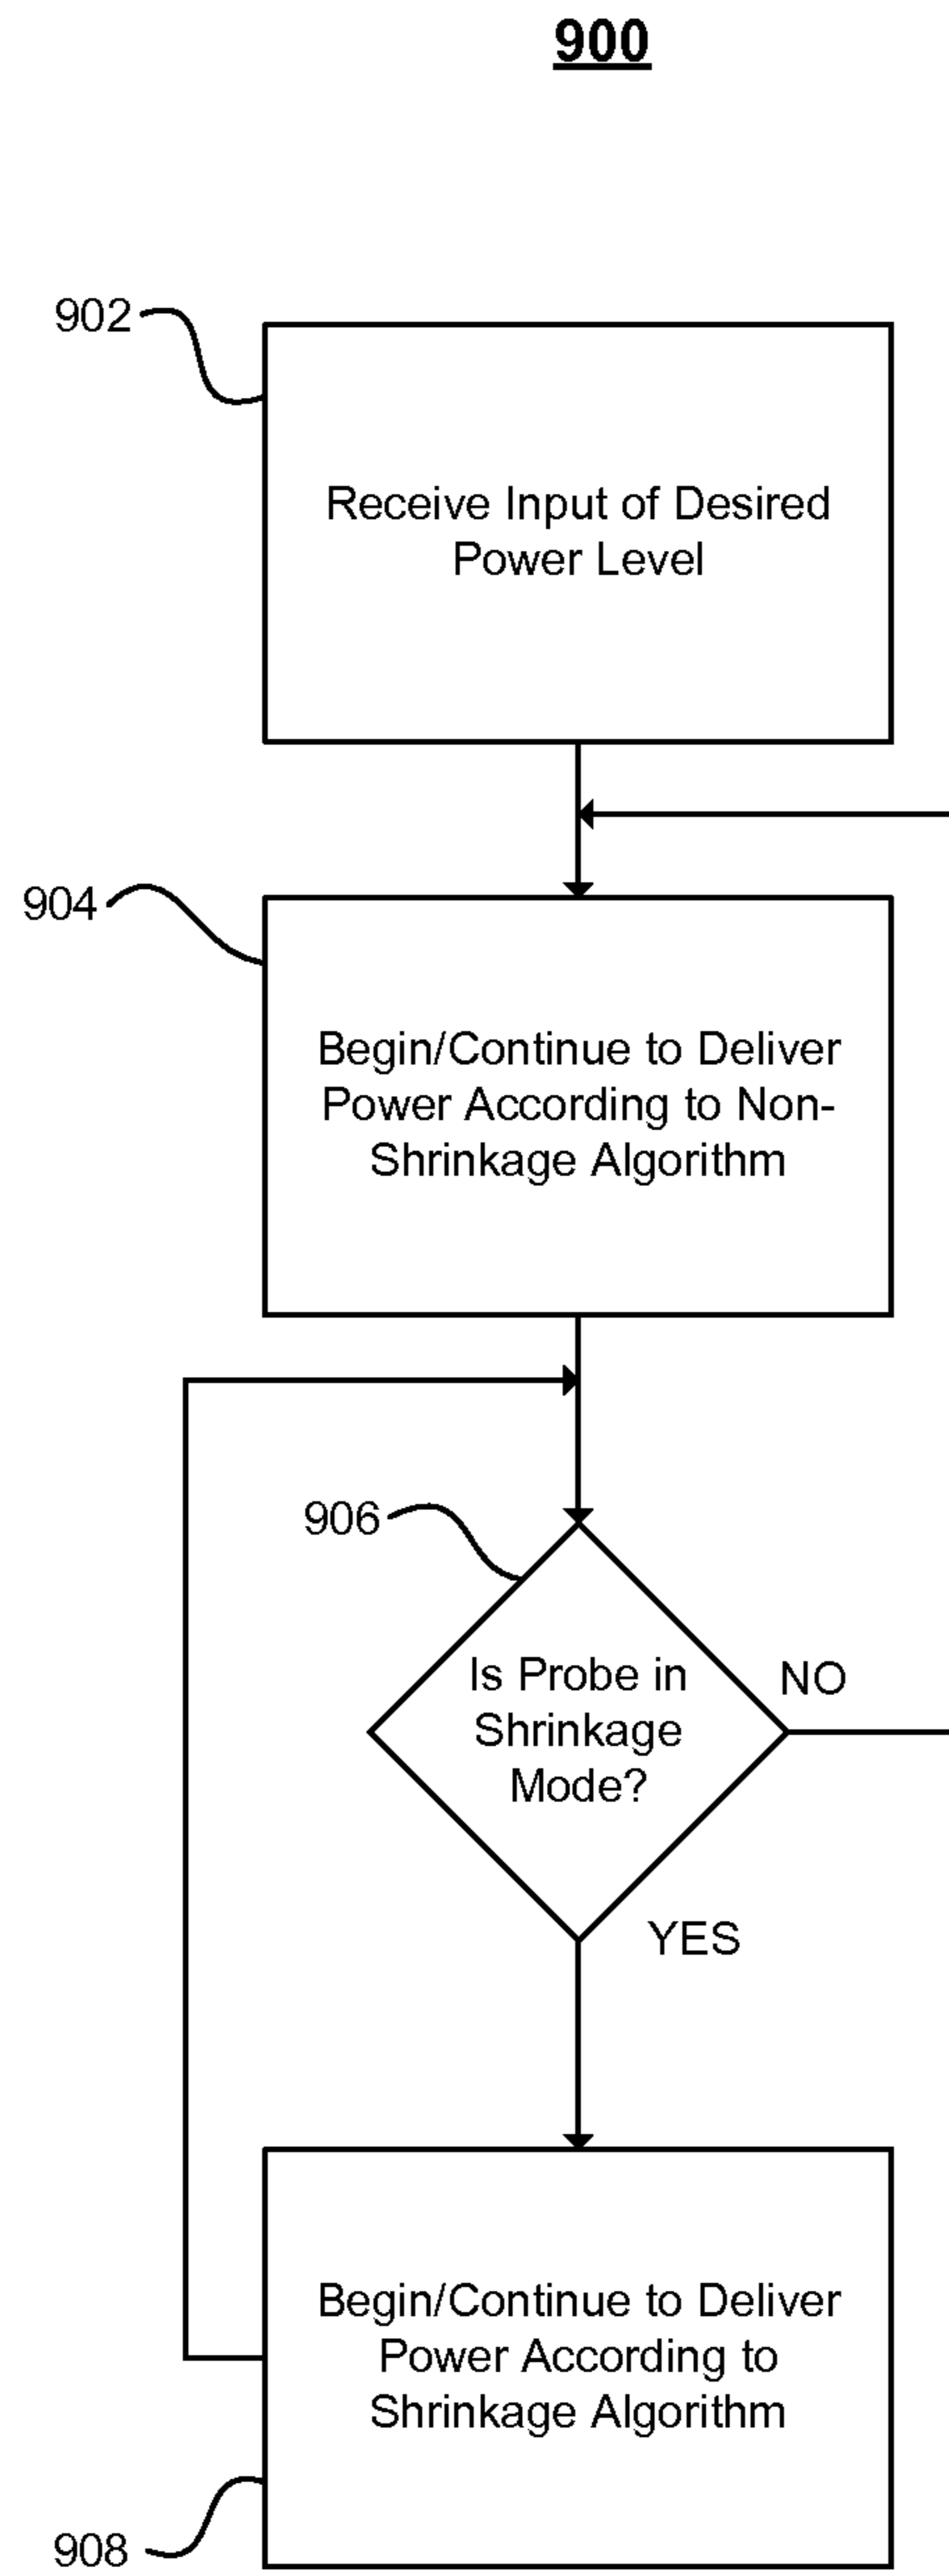 900
902
Receive Input of Desired
Power Level
904
Begin/Continue to Deliver
Power According to Non-
Shrinkage Algorithm
906
Is Probe in
Shrinkage
Mode?
NO
YES
Begin/Continue to Deliver
Power According to
Shrinkage Algorithm
908